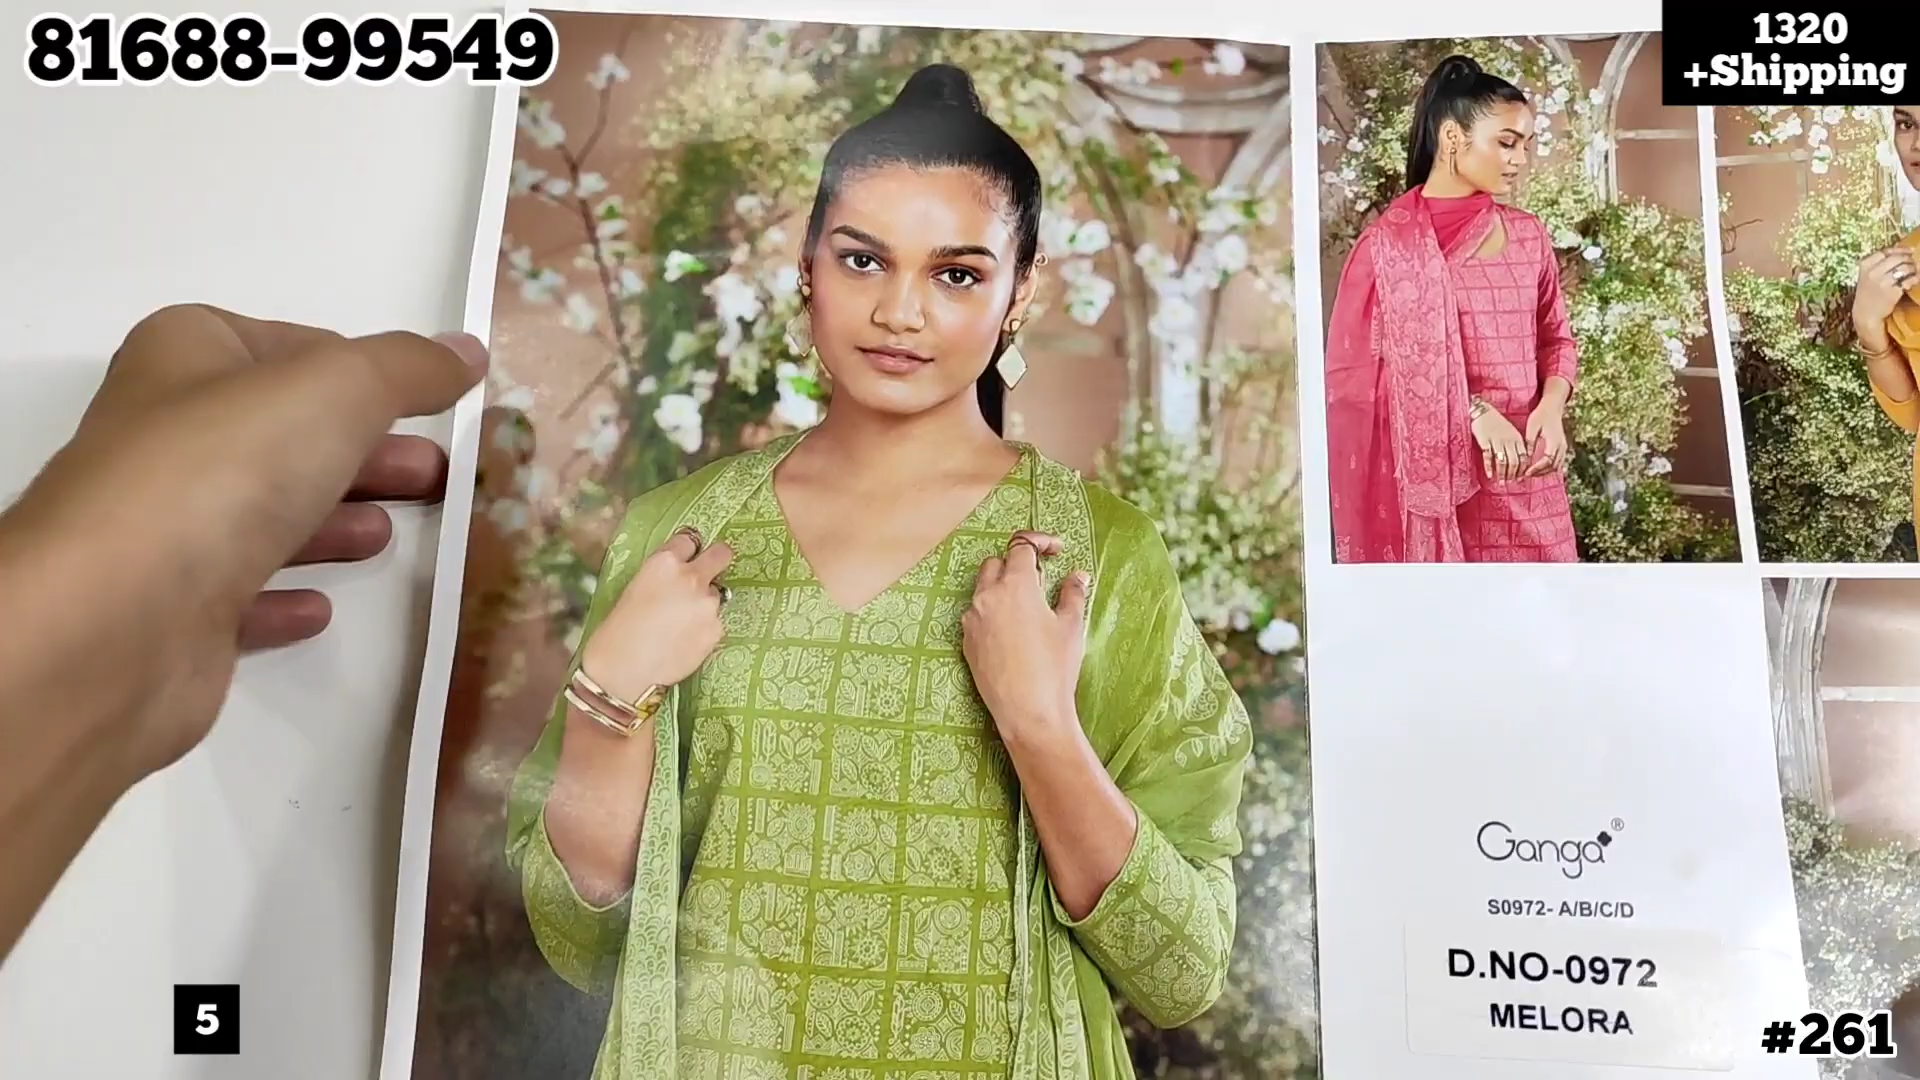 81688-99549
1320
+Shipping
Ganga®
S0972- A/B/C/D
D.NO-0972
MELORA
5
#261